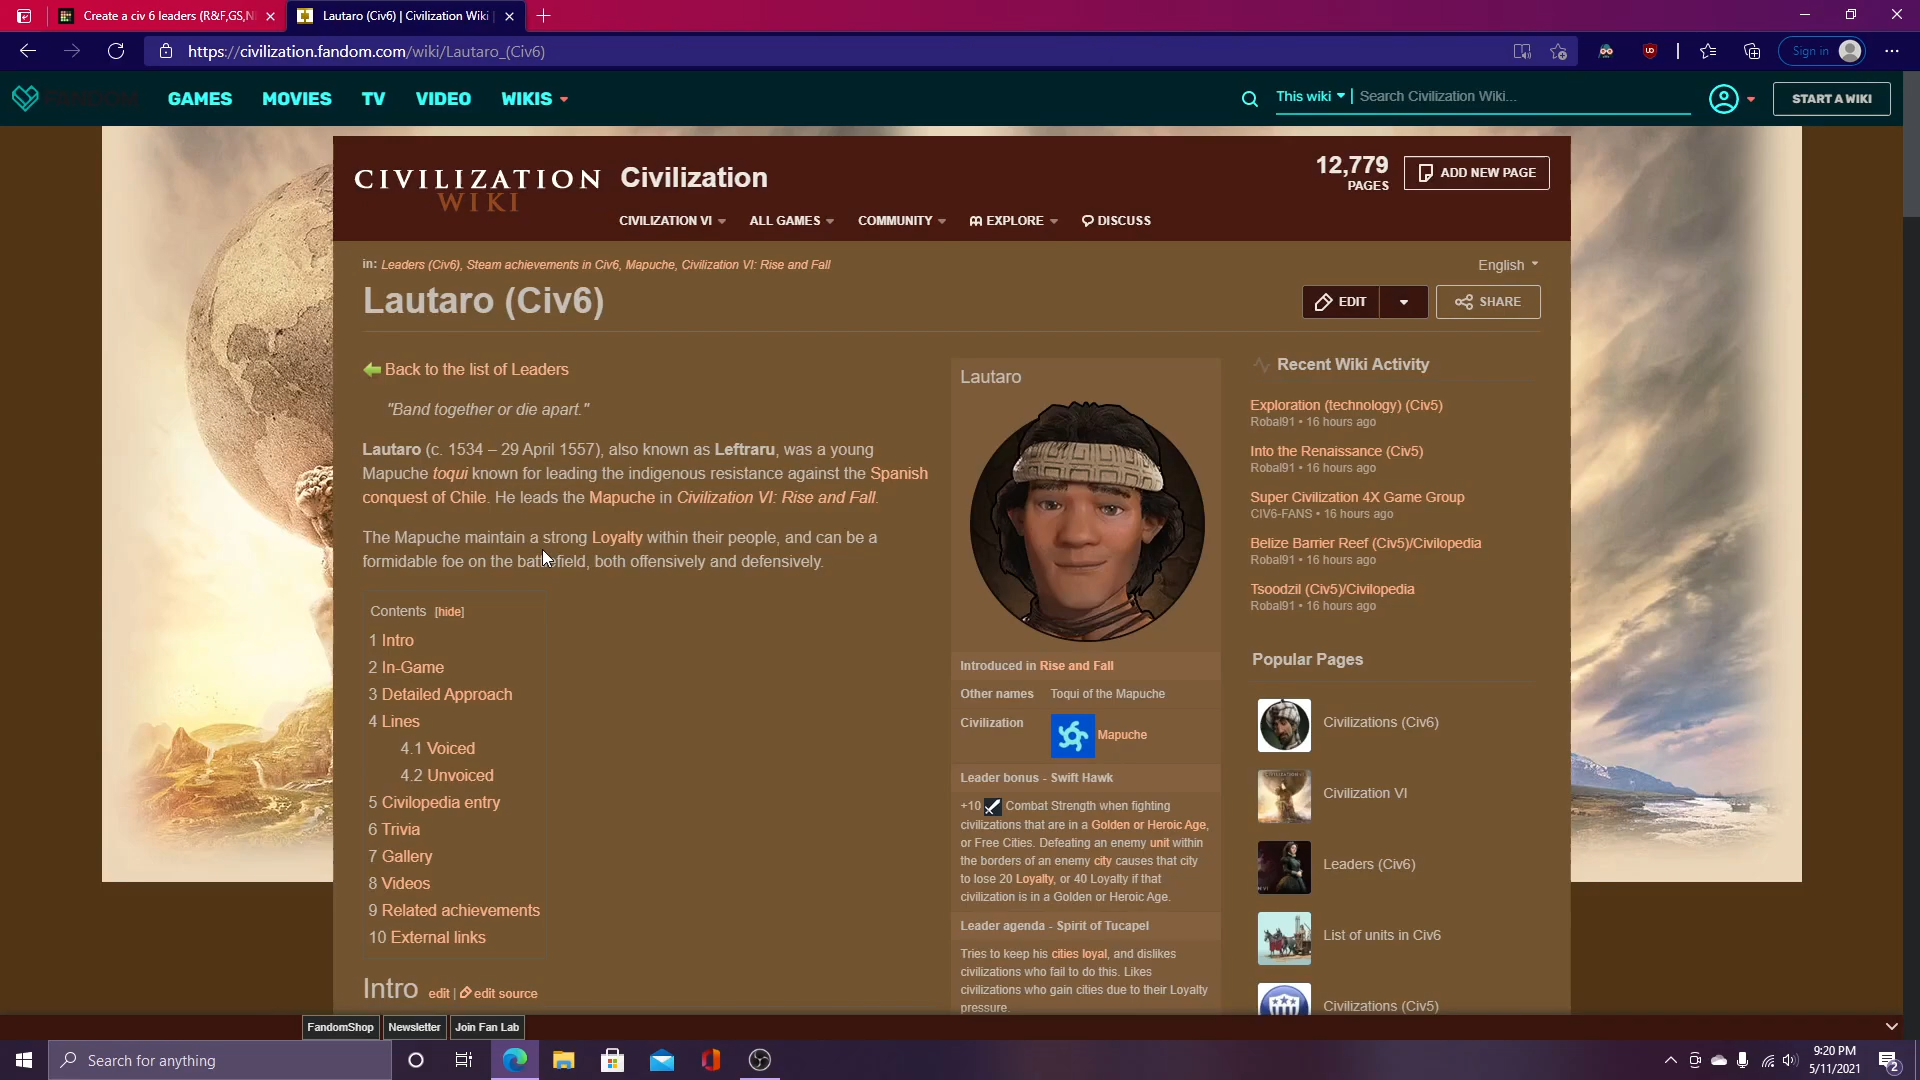 Create a civ 6 leaders (R&F,GS,N
Lautaro (Civ6) | Civilization Wiki
https://civilization.fandom.com/wiki/Lautaro_(Civ6)
Sign in
GAMES MOVIES TV VIDEO WIKIS
This wiki Search Civilization Wiki...
START A WIKI
CIVILIZATION
WIKI
Civilization
12,779
PAGES
ADD NEW PAGE
CIVILIZATION VI ALL GAMES COMMUNITY EXPLORE DISCUSS
in: Leaders (Civ6), Steam achievements in Civ6, Mapuche, Civilization VI: Rise and Fall
English
Lautaro (Civ6)
EDIT
SHARE
Back to the list of Leaders
"Band together or die apart."
Lautaro (c. 1534 – 29 April 1557), also known as Leftraru, was a young
Mapuche toqui known for leading the indigenous resistance against the Spanish
conquest of Chile. He leads the Mapuche in Civilization VI: Rise and Fall.
The Mapuche maintain a strong Loyalty within their people, and can be a
formidable foe on the battlefield, both offensively and defensively.
Contents [hide]
1 Intro
2 In-Game
3 Detailed Approach
4 Lines
4.1 Voiced
4.2 Unvoiced
5 Civilopedia entry
6 Trivia
7 Gallery
8 Videos
9 Related achievements
10 External links
Intro edit | edit source
Lautaro
Introduced in Rise and Fall
Other names Toqui of the Mapuche
Civilization Mapuche
Leader bonus - Swift Hawk
+10 Combat Strength when fighting
civilizations that are in a Golden or Heroic Age,
or Free Cities. Defeating an enemy unit within
the borders of an enemy city causes that city
to lose 20 Loyalty, or 40 Loyalty if that
civilization is in a Golden or Heroic Age.
Leader agenda - Spirit of Tucapel
Tries to keep his cities loyal, and dislikes
civilizations who fail to do this. Likes
civilizations who gain cities due to their Loyalty
pressure.
Recent Wiki Activity
Exploration (technology) (Civ5)
Robal91 • 16 hours ago
Into the Renaissance (Civ5)
Robal91 • 16 hours ago
Super Civilization 4X Game Group
CIV6-FANS • 16 hours ago
Belize Barrier Reef (Civ5)/Civilopedia
Robal91 • 16 hours ago
Tsoodzil (Civ5)/Civilopedia
Robal91 • 16 hours ago
Popular Pages
Civilizations (Civ6)
Civilization VI
Leaders (Civ6)
List of units in Civ6
Civilizations (Civ5)
FandomShop Newsletter Join Fan Lab
Search for anything
9:20 PM
5/11/2021
2